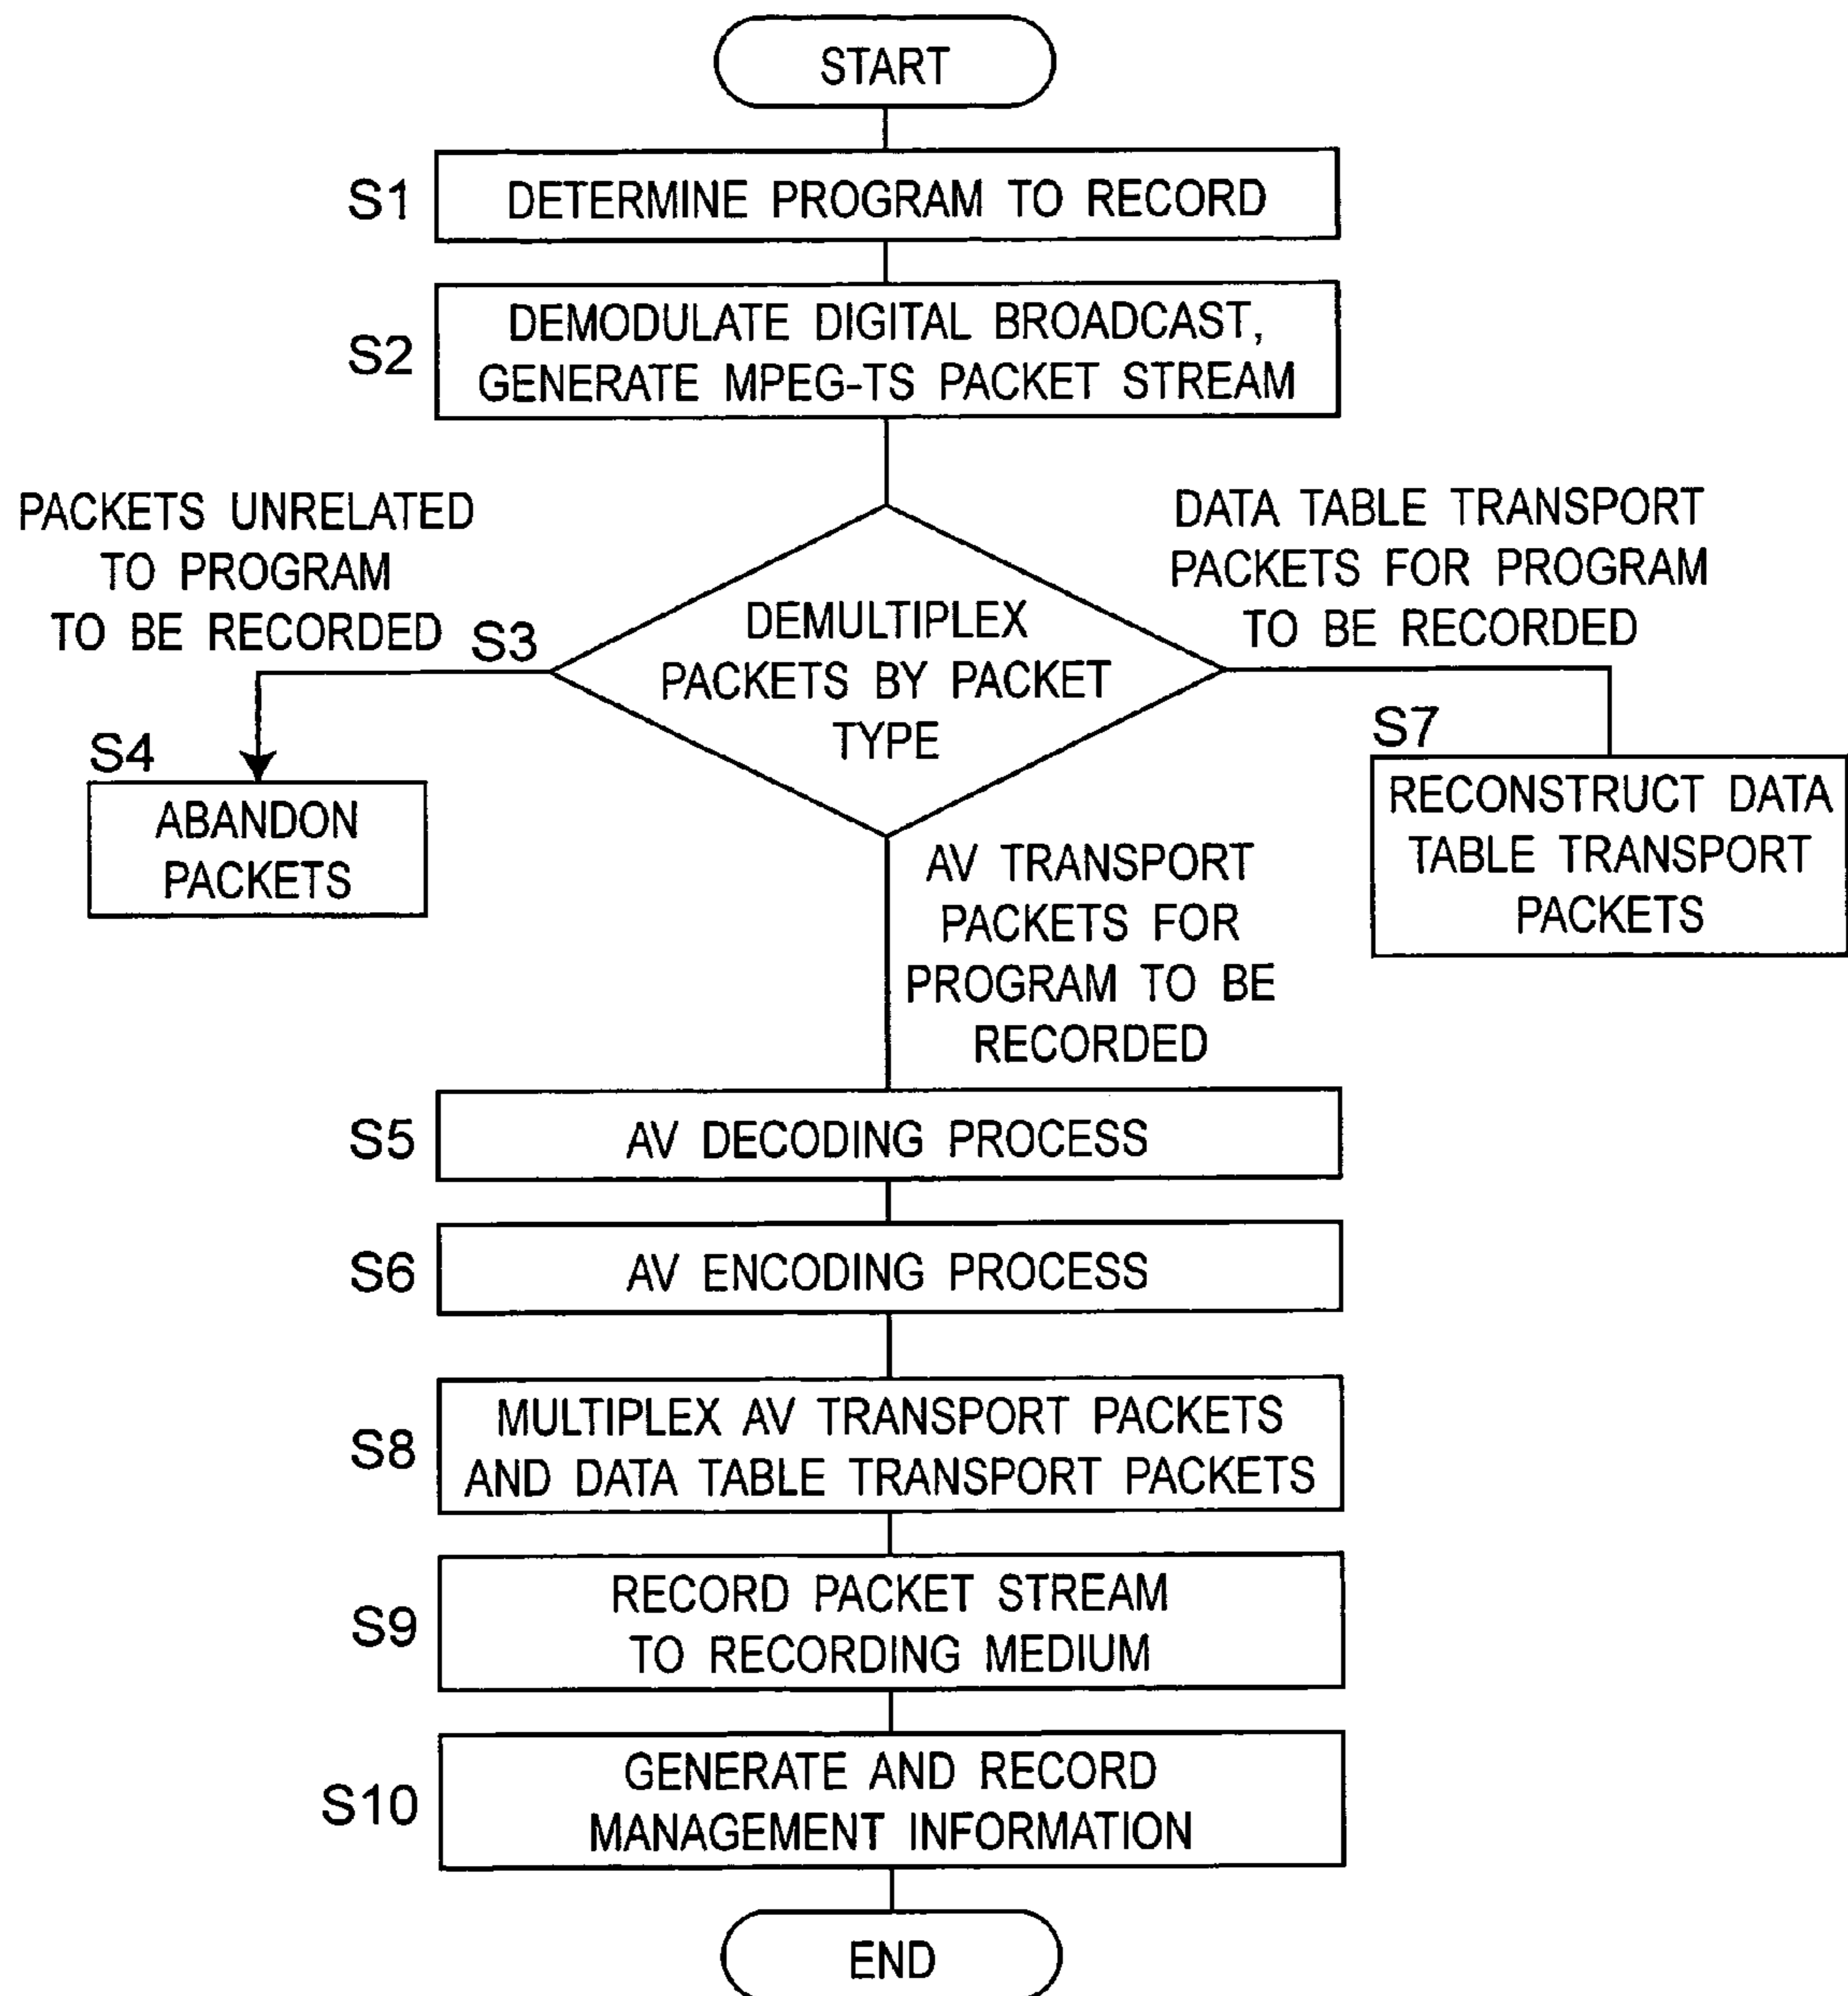 START
S1
DETERMINE PROGRAM TO RECORD
S2
DEMODULATE DIGITAL BROADCAST,
GENERATE MPEG-TS PACKET STREAM
PACKETS UNRELATED
TO PROGRAM
TO BE RECORDED
S3
DEMULTIPLEX
PACKETS BY PACKET
TYPE
DATA TABLE TRANSPORT
PACKETS FOR PROGRAM
TO BE RECORDED
S4
ABANDON
PACKETS
S7
RECONSTRUCT DATA
TABLE TRANSPORT
PACKETS
AV TRANSPORT
PACKETS FOR
PROGRAM TO BE
RECORDED
S5
AV DECODING PROCESS
S6
AV ENCODING PROCESS
S8
MULTIPLEX AV TRANSPORT PACKETS
AND DATA TABLE TRANSPORT PACKETS
S9
RECORD PACKET STREAM
TO RECORDING MEDIUM
S10
GENERATE AND RECORD
MANAGEMENT INFORMATION
END